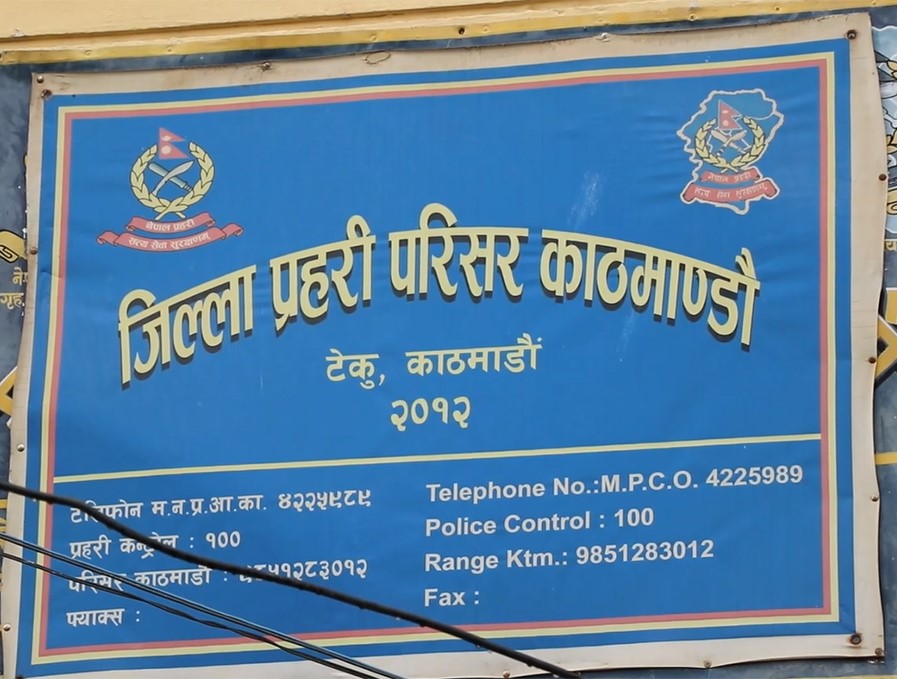 नेपाल प्रहरी
सत्य सेवा सुरक्षणम्
नेपाल प्रहरी
सत्य सेवा सुरक्षणम्
जिल्ला प्रहरी परिसर काठमाण्डौ
टेकु, काठमाडौं
२०१२
टेलिफोन म.न.प्र.आ.का. ४२२५९८९
प्रहरी कन्ट्रोल : १००
परिसर काठमाडौं : ९८५१२८३०१२
फ्याक्स :
Telephone No.:M.P.C.O. 4225989
Police Control : 100
Range Ktm.: 9851283012
Fax :